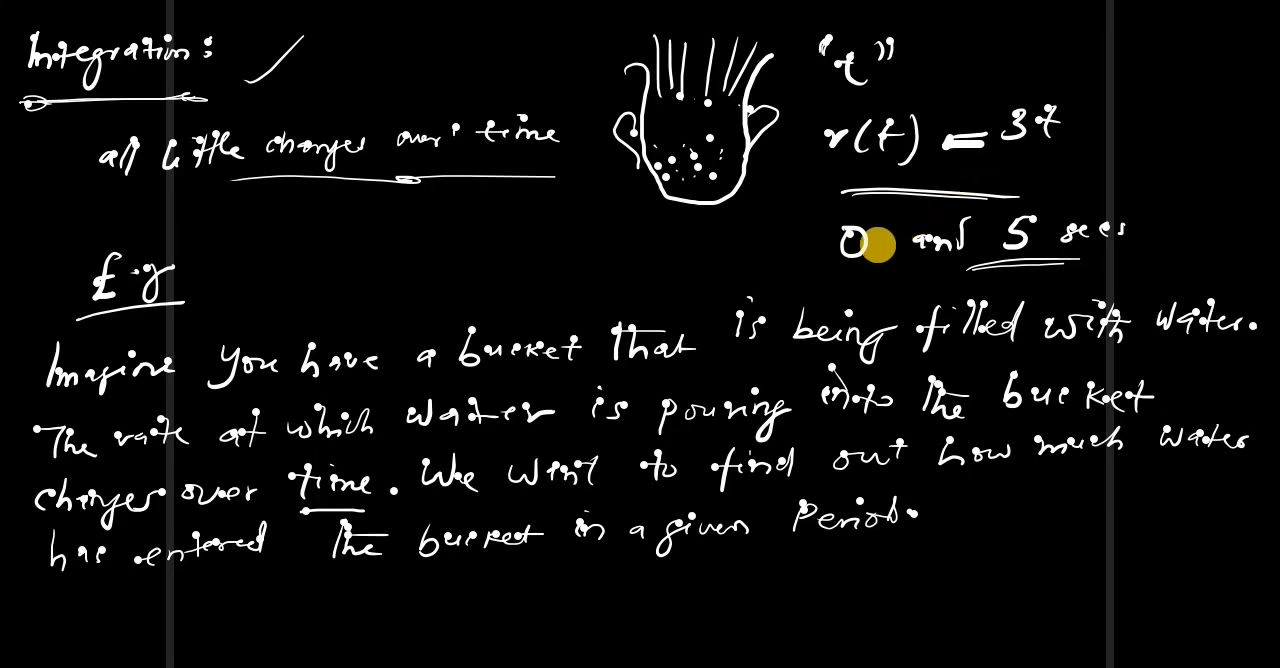 Integration:
all little changes over time
"t"
r(t) = 3t
0 and 5 secs
E.g
Imagine you have a bucket that is being filled with water.
The rate at which water is pouring into the bucket
changes over time. We want to find out how much water
has entered the bucket in a given period.